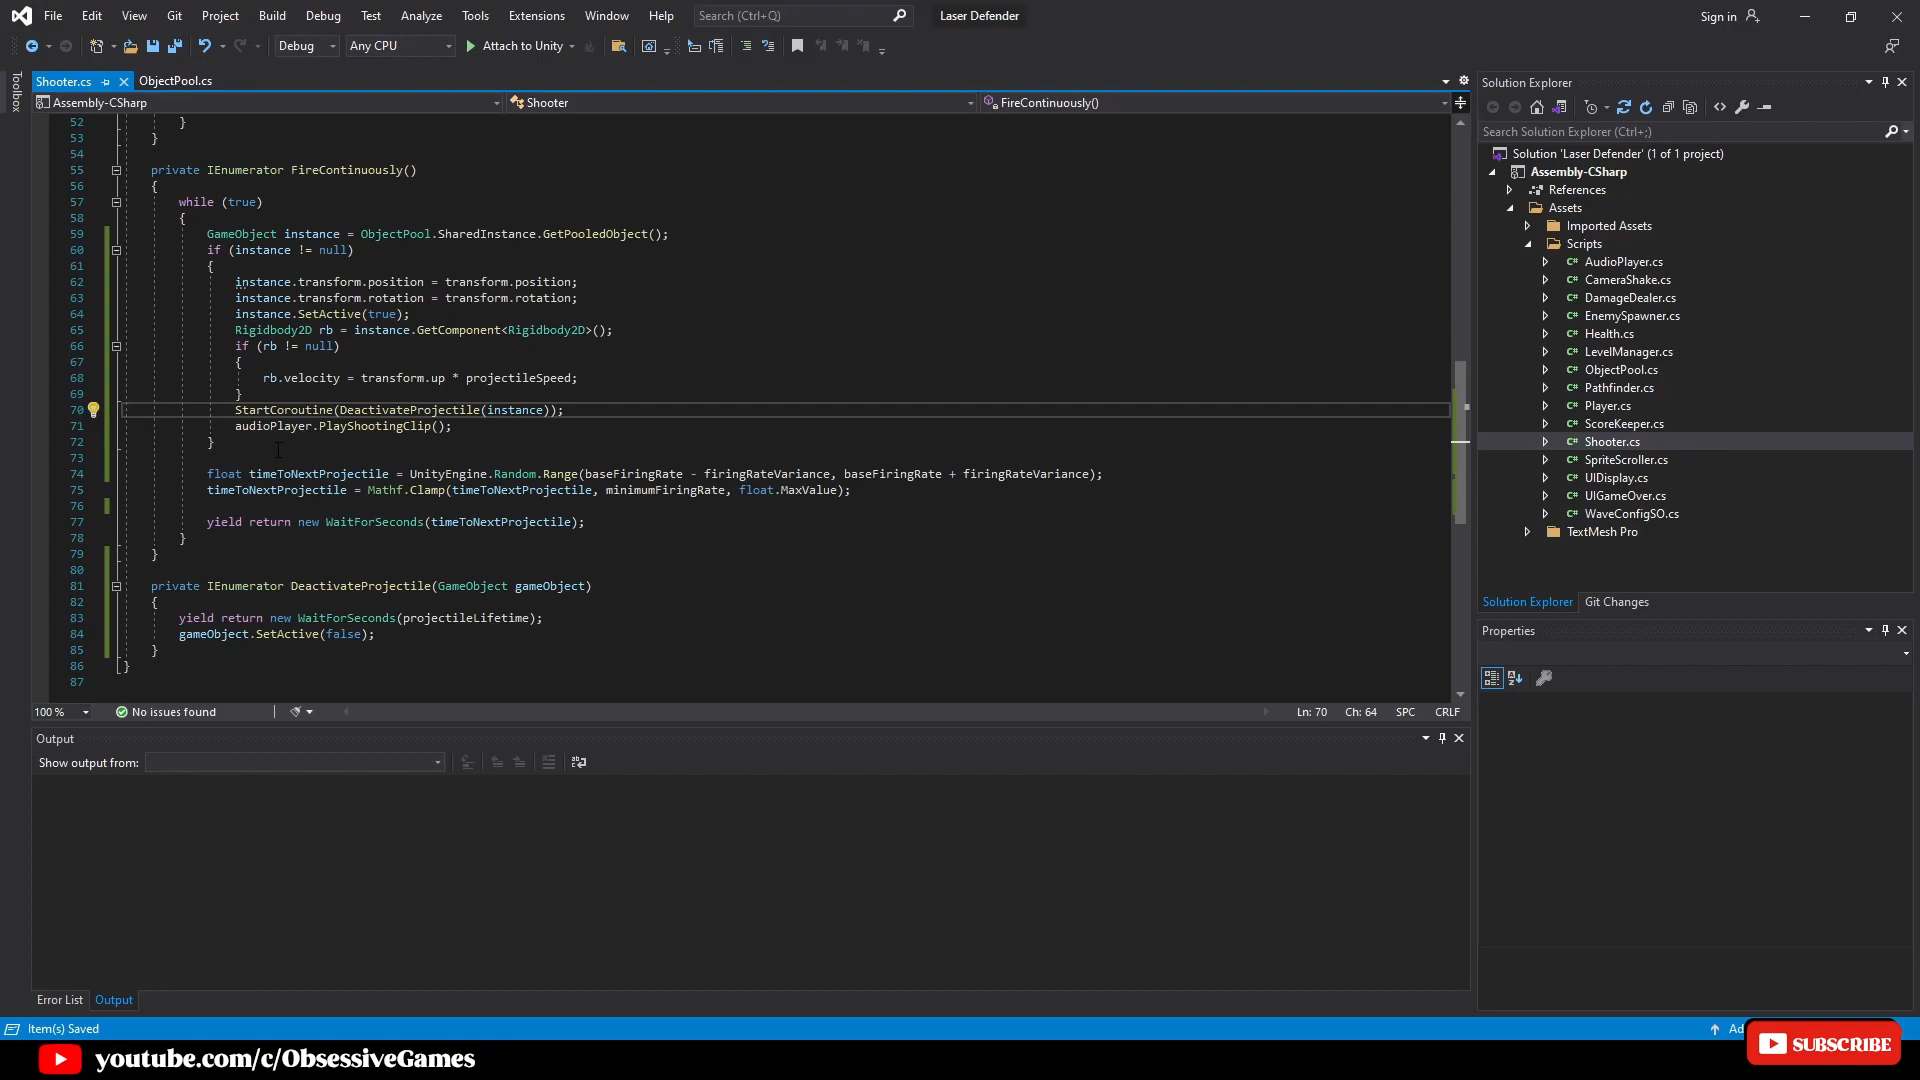 File Edit View Git Project Build Debug Test Analyze Tools Extensions Window Help Search (Ctrl+Q) Laser Defender Sign in
Debug Any CPU Attach to Unity
Toolbox
Shooter.cs ObjectPool.cs
Assembly-CSharp Shooter FireContinuously()
52 }
53 }
54
55 private IEnumerator FireContinuously()
56 {
57 while (true)
58 {
59 GameObject instance = ObjectPool.SharedInstance.GetPooledObject();
60 if (instance != null)
61 {
62 instance.transform.position = transform.position;
63 instance.transform.rotation = transform.rotation;
64 instance.SetActive(true);
65 Rigidbody2D rb = instance.GetComponent<Rigidbody2D>();
66 if (rb != null)
67 {
68 rb.velocity = transform.up * projectileSpeed;
69 }
70 StartCoroutine(DeactivateProjectile(instance));
71 audioPlayer.PlayShootingClip();
72 }
73
74 float timeToNextProjectile = UnityEngine.Random.Range(baseFiringRate - firingRateVariance, baseFiringRate + firingRateVariance);
75 timeToNextProjectile = Mathf.Clamp(timeToNextProjectile, minimumFiringRate, float.MaxValue);
76
77 yield return new WaitForSeconds(timeToNextProjectile);
78 }
79 }
80
81 private IEnumerator DeactivateProjectile(GameObject gameObject)
82 {
83 yield return new WaitForSeconds(projectileLifetime);
84 gameObject.SetActive(false);
85 }
86 }
87
100 % No issues found Ln: 70 Ch: 64 SPC CRLF
Output
Show output from:
Error List Output
Solution Explorer
Search Solution Explorer (Ctrl+;)
Solution 'Laser Defender' (1 of 1 project)
Assembly-CSharp
References
Assets
Imported Assets
Scripts
C# AudioPlayer.cs
C# CameraShake.cs
C# DamageDealer.cs
C# EnemySpawner.cs
C# Health.cs
C# LevelManager.cs
C# ObjectPool.cs
C# Pathfinder.cs
C# Player.cs
C# ScoreKeeper.cs
C# Shooter.cs
C# SpriteScroller.cs
C# UIDisplay.cs
C# UIGameOver.cs
C# WaveConfigSO.cs
TextMesh Pro
Solution Explorer Git Changes
Properties
Item(s) Saved Ad
youtube.com/c/ObsessiveGames
SUBSCRIBE